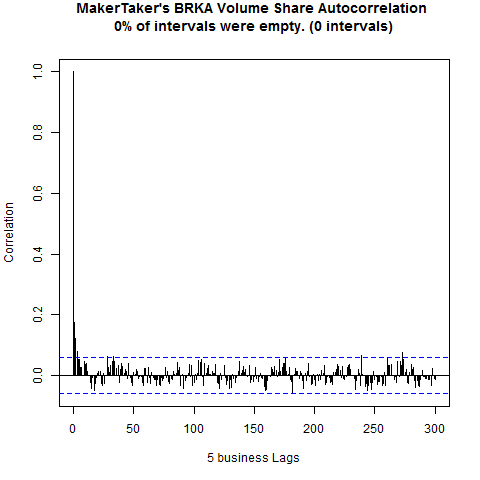 MakerTaker's BRKA Volume Share Autocorrelation
0% of intervals were empty. (0 intervals)
Correlation
1.0
0.8
0.6
0.4
0.2
0.0
0 50 100 150 200 250 300
5 business Lags